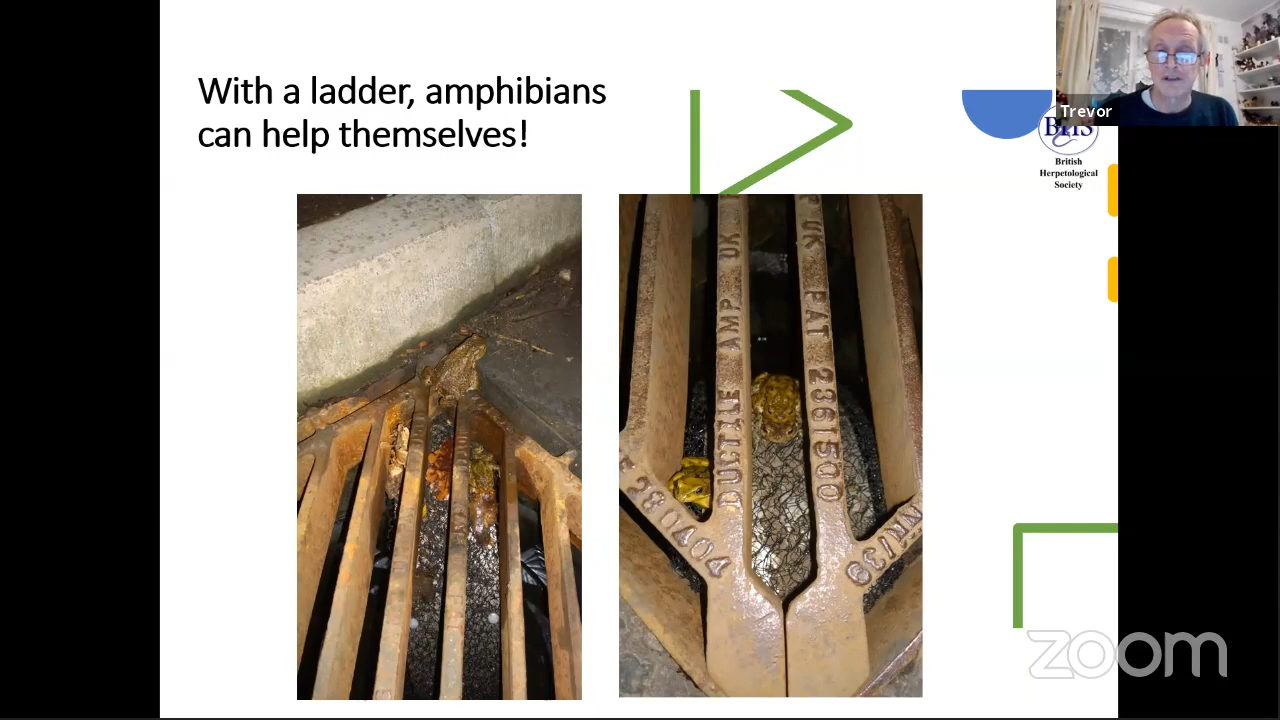 With a ladder, amphibians
can help themselves!
Trevor
BHS
British
Herpetological
Society
DUCTILE AMP UK
UK PAT 2361500
zoom